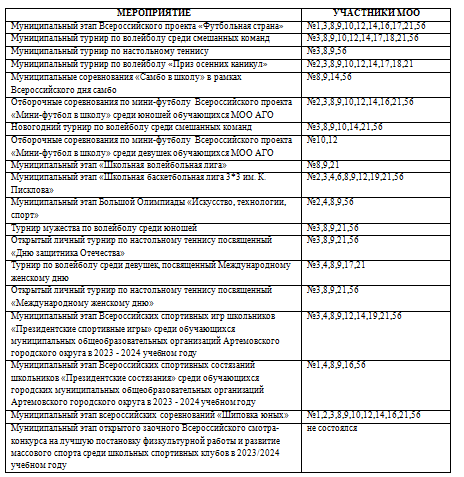 МЕРОПРИЯТИЕ УЧАСТНИКИ МОО
Муниципальный этап Всероссийского проекта «Футбольная страна» №1,3,8,9,10,12,14,16,17,21,56
Муниципальный турнир по волейболу среди смешанных команд №3,8,9,10,12,14,17,18,21,56
Муниципальный турнир по настольному теннису №3,8,9,56
Муниципальный турнир по волейболу «Приз осенних каникул» №2,3,8,9,10,12,14,17,18,21
Муниципальные соревнования «Самбо в школу» в рамках №8,9,14,56
Всероссийского дня самбо
Отборочные соревнования по мини-футболу Всероссийского проекта №2,3,8,9,10,12,14,16,21,56
«Мини-футбол в школу» среди юношей обучающихся МОО АГО
Новогодний турнир по волейболу среди смешанных команд №3,8,9,10,14,21,56
Отборочные соревнования по мини-футболу Всероссийского проекта №10,12
«Мини-футбол в школу» среди девушек обучающихся МОО АГО
Муниципальный этап «Школьная волейбольная лига» №8,9,21
Муниципальный этап «Школьная баскетбольная лига 3*3 им. К. №2,3,4,6,8,9,12,19,21,56
Писклова»
Муниципальный этап Большой Олимпиады «Искусство, технологии, №2,4,8,9,56
спорт»
Турнир мужества по волейболу среди юношей №3,8,9,21,56
Открытый личный турнир по настольному теннису посвященный №3,8,9,21,56
«Дню защитника Отечества»
Турнир по волейболу среди девушек, посвященный Международному №3,4,8,9,17,21
женскому дню
Открытый личный турнир по настольному теннису посвященный №3,8,9,21,56
«Международному женскому дню»
Муниципальный этап Всероссийских спортивных игр школьников №3,4,8,9,12,14,19,21,56
«Президентские спортивные игры» среди обучающихся
муниципальных общеобразовательных организаций Артемовского
городского округа в 2023 - 2024 учебном году
Муниципальный этап Всероссийских спортивных состязаний №1,4,8,9,16,56
школьников «Президентские состязания» среди обучающихся
городских муниципальных общеобразовательных организаций
Артемовского городского округа в 2023 - 2024 учебном году
Муниципальный этап всероссийских соревнований «Шиповка юных» №1,2,3,8,9,10,12,14,16,21,56
Муниципальный этап открытого заочного Всероссийского смотра- не состоялся
конкурса на лучшую постановку физкультурной работы и развитие
массового спорта среди школьных спортивных клубов в 2023/2024
учебном году